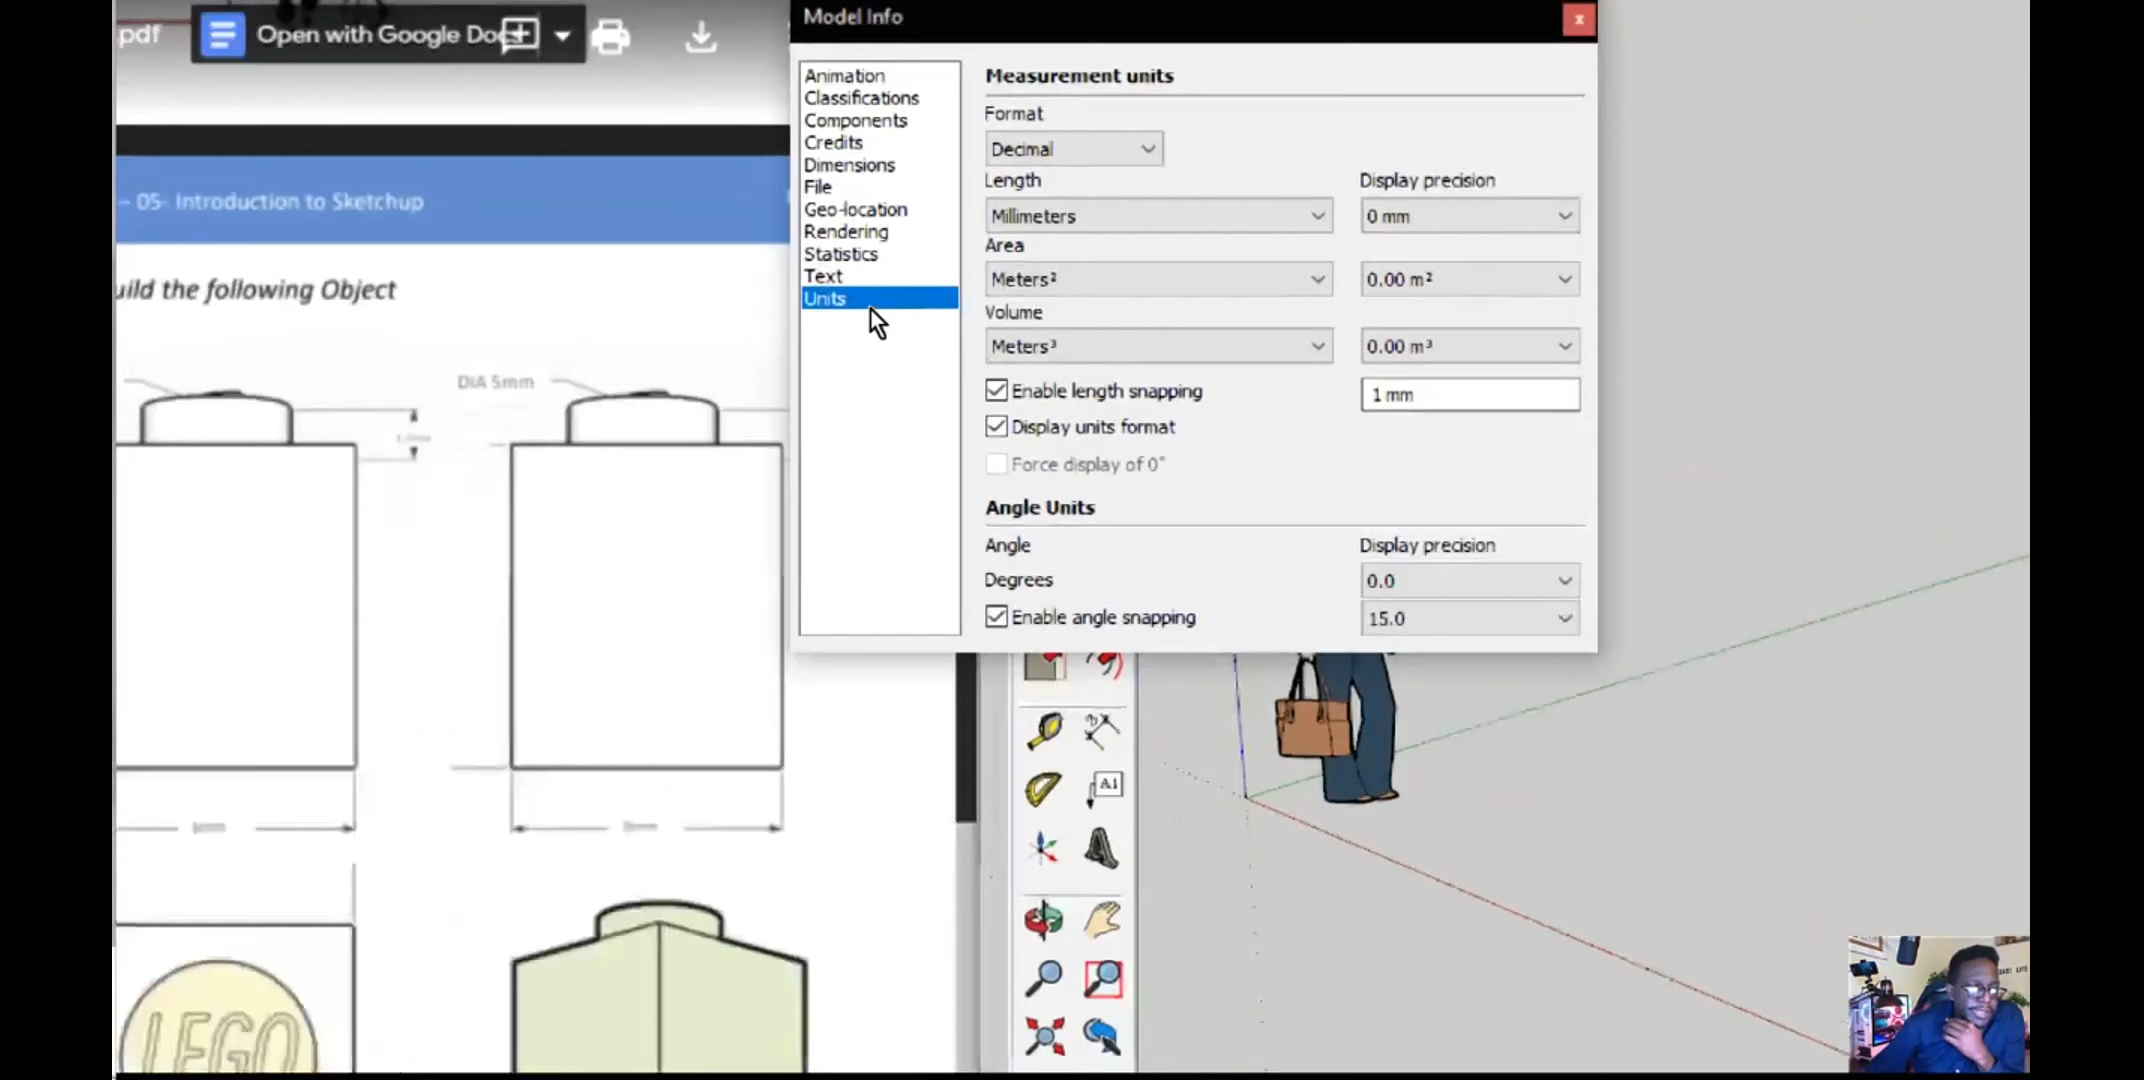 pdf
Open with Google Docs
– 05- Introduction to Sketchup
uild the following Object
DIA 5mm
LEGO
Model Info
x
Animation
Classifications
Components
Credits
Dimensions
File
Geo-location
Rendering
Statistics
Text
Units
Measurement units
Format
Decimal
Length
Display precision
Millimeters
0 mm
Area
Meters²
0.00 m²
Volume
Meters³
0.00 m³
Enable length snapping
1 mm
Display units format
Force display of 0"
Angle Units
Angle
Display precision
Degrees
0.0
Enable angle snapping
15.0
A1